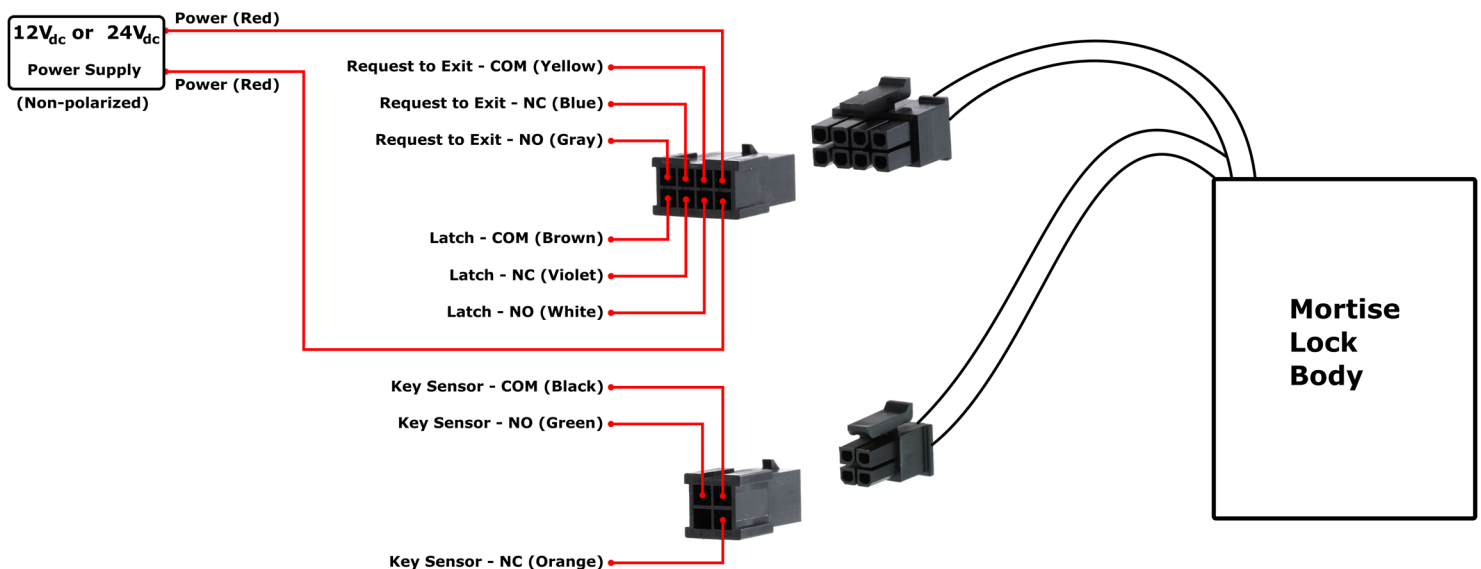 Power (Red)
12Vdc or 24Vdc
Power Supply
(Non-polarized)
Power (Red)
Request to Exit - COM (Yellow)
Request to Exit - NC (Blue)
Request to Exit - NO (Gray)
Latch - COM (Brown)
Latch - NC (Violet)
Latch - NO (White)
Key Sensor - COM (Black)
Key Sensor - NO (Green)
Key Sensor - NC (Orange)
Mortise
Lock
Body